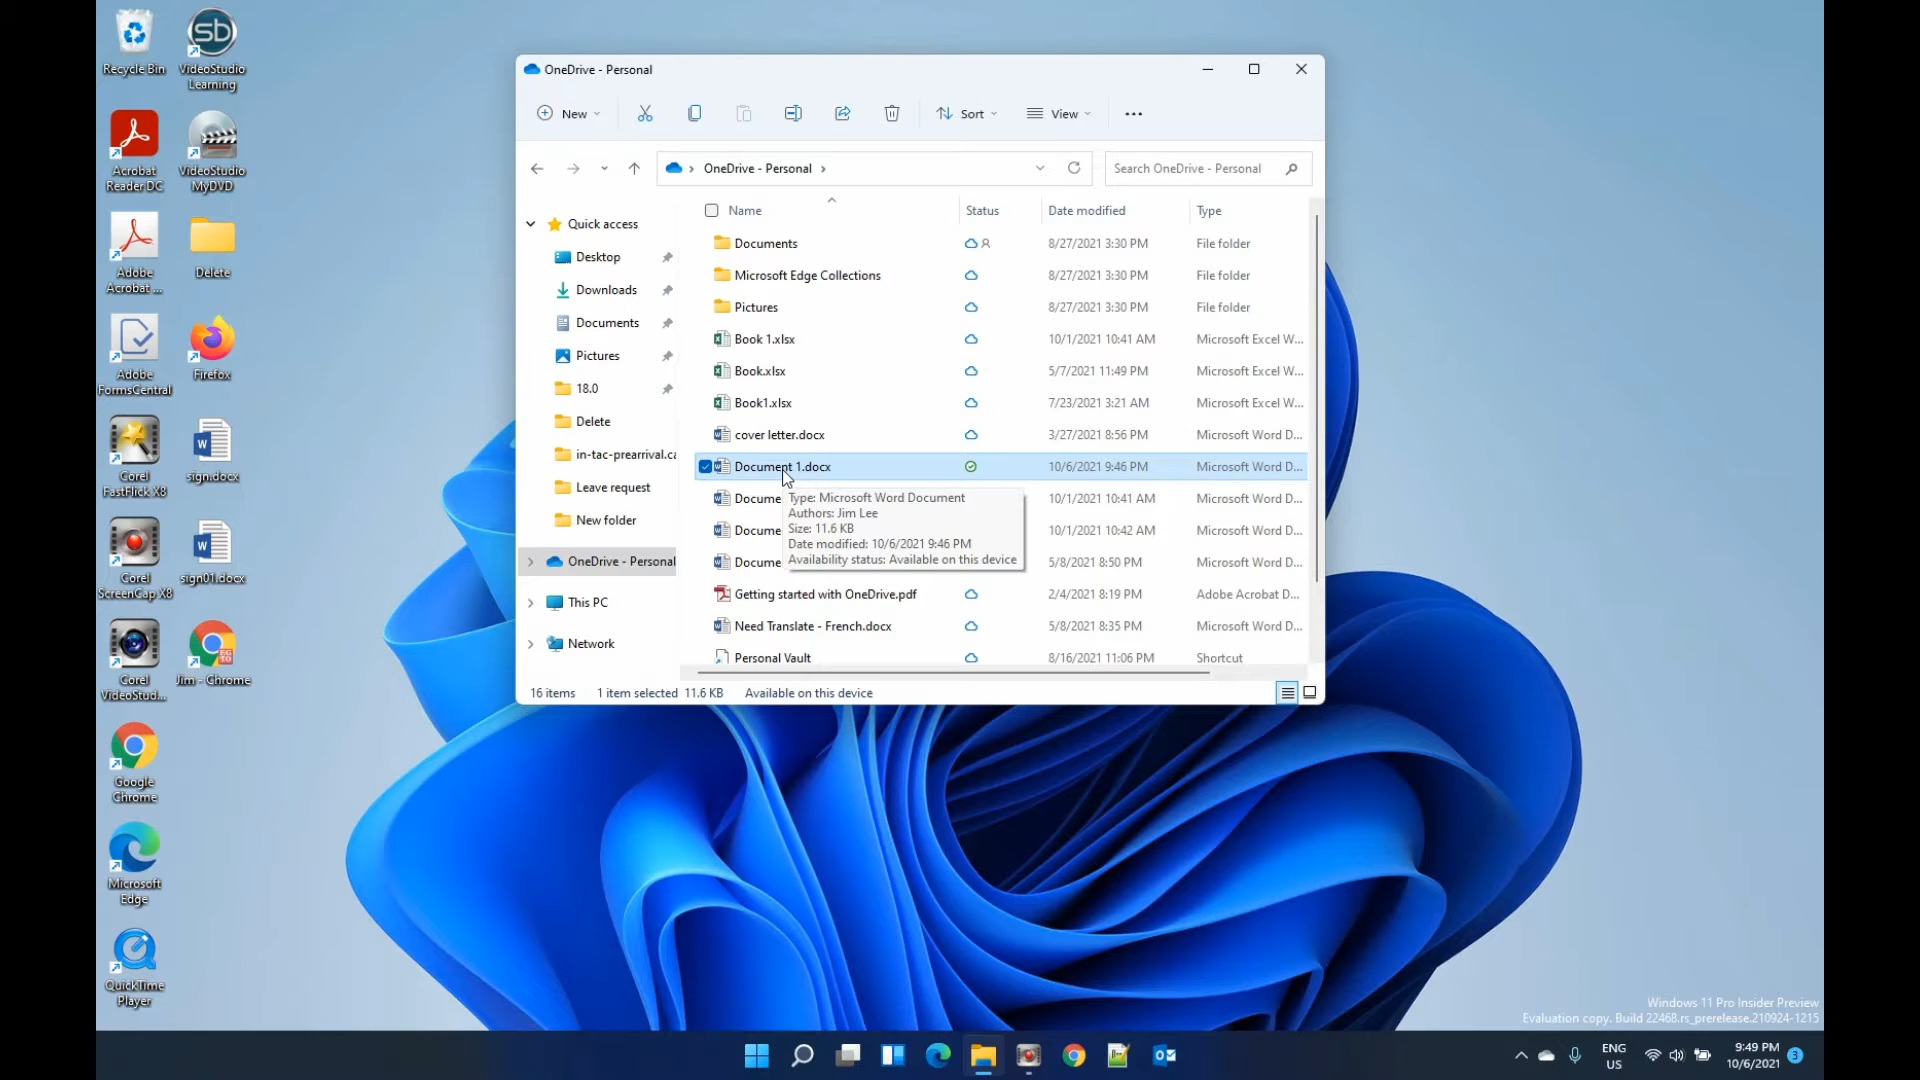 Recycle Bin
VideoStudio
Learning
Acrobat
Reader DC
VideoStudio
MyDVD
Adobe
Acrobat ...
Delete
Adobe
FormsCentral
Firefox
Corel
FastFlick X8
sign.docx
Corel
ScreenCap X8
sign01.docx
Corel
VideoStud...
Jim - Chrome
Google
Chrome
Microsoft
Edge
QuickTime
Player
OneDrive - Personal
New
Sort
View
OneDrive - Personal
Search OneDrive - Personal
Quick access
Desktop
Downloads
Documents
Pictures
18.0
Delete
in-tac-prearrival.ca
Leave request
New folder
OneDrive - Personal
This PC
Network
Name Status Date modified Type
Documents 8/27/2021 3:30 PM File folder
Microsoft Edge Collections 8/27/2021 3:30 PM File folder
Pictures 8/27/2021 3:30 PM File folder
Book 1.xlsx 10/1/2021 10:41 AM Microsoft Excel W...
Book.xlsx 5/7/2021 11:49 PM Microsoft Excel W...
Book1.xlsx 7/23/2021 3:21 AM Microsoft Excel W...
cover letter.docx 3/27/2021 8:56 PM Microsoft Word D...
Document 1.docx 10/6/2021 9:46 PM Microsoft Word D...
Docume 10/1/2021 10:41 AM Microsoft Word D...
Docume 10/1/2021 10:42 AM Microsoft Word D...
Docume 5/8/2021 8:50 PM Microsoft Word D...
Type: Microsoft Word Document
Authors: Jim Lee
Size: 11.6 KB
Date modified: 10/6/2021 9:46 PM
Availability status: Available on this device
Getting started with OneDrive.pdf 2/4/2021 8:19 PM Adobe Acrobat D...
Need Translate - French.docx 5/8/2021 8:35 PM Microsoft Word D...
Personal Vault 8/16/2021 11:06 PM Shortcut
16 items 1 item selected 11.6 KB Available on this device
Windows 11 Pro Insider Preview
Evaluation copy. Build 22468.rs_prerelease.210924-1215
ENG
US
9:49 PM
10/6/2021
3